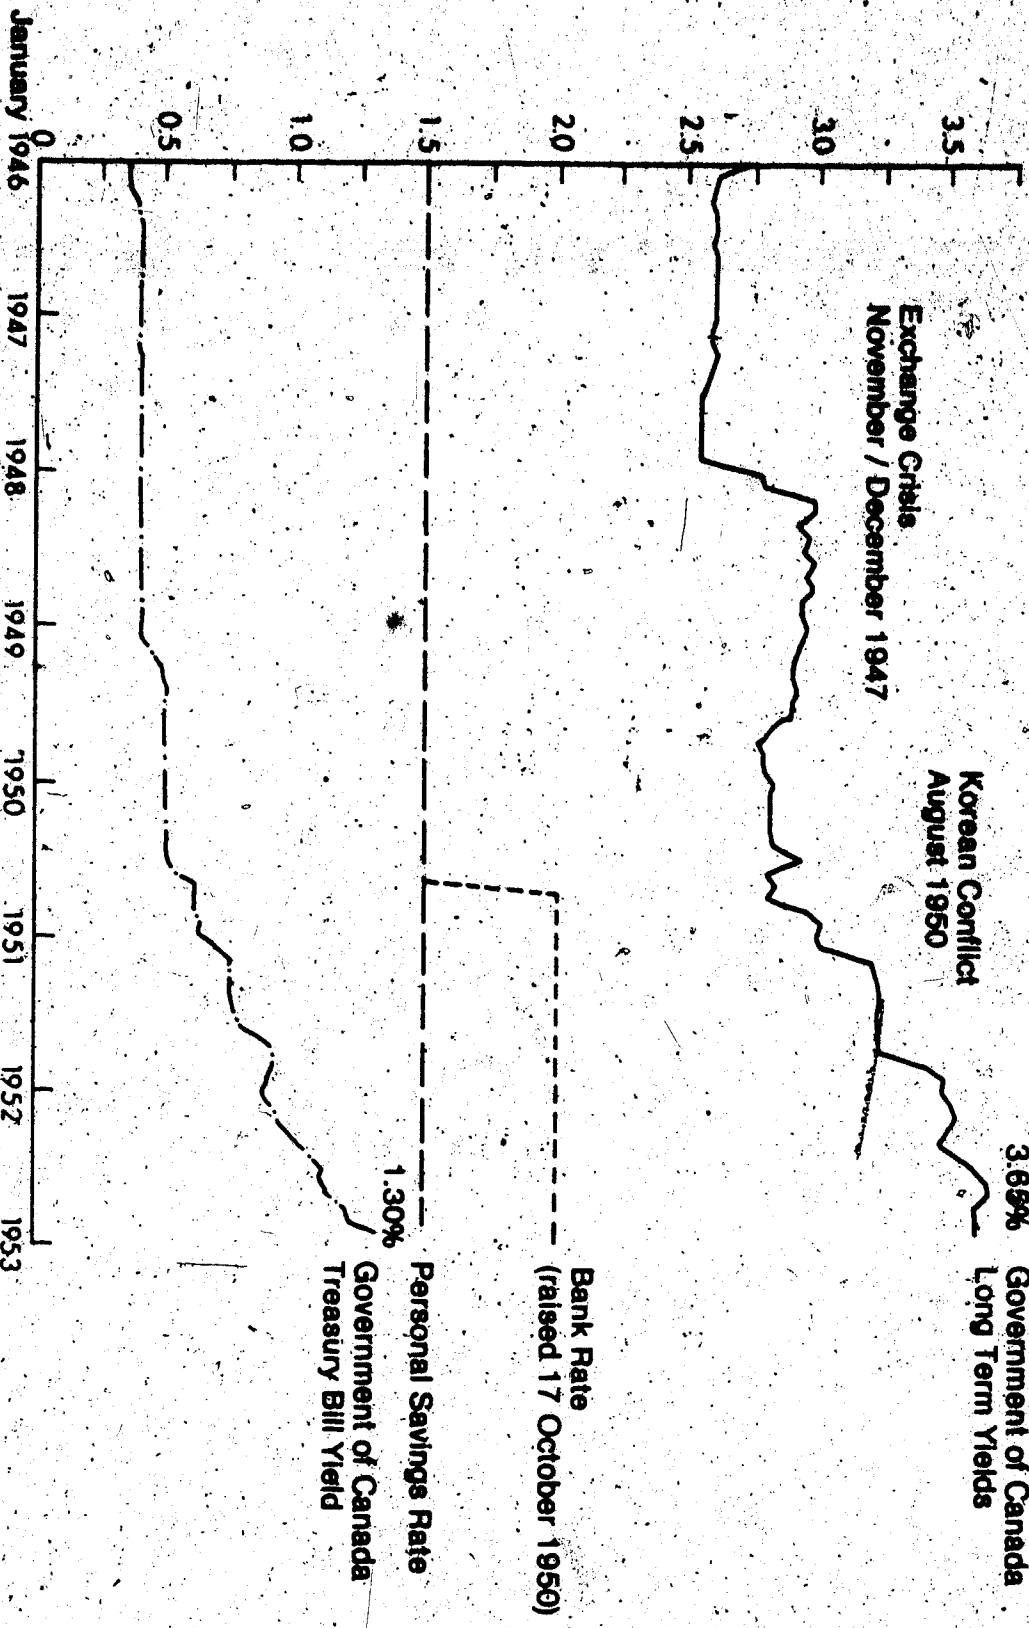 3.5
3.0
2.5
2.0
1.5
1.0
0.5
0
Exchange Crisis
November / December 1947
Korean Conflict
August 1950
3.65%
Government of Canada
Long Term Yields
Bank Rate
(raised 17 October 1950)
Personal Savings Rate
1.30%
Government of Canada
Treasury Bill Yield
January 1946
1947
1948
1949
1950
1951
1952
1953